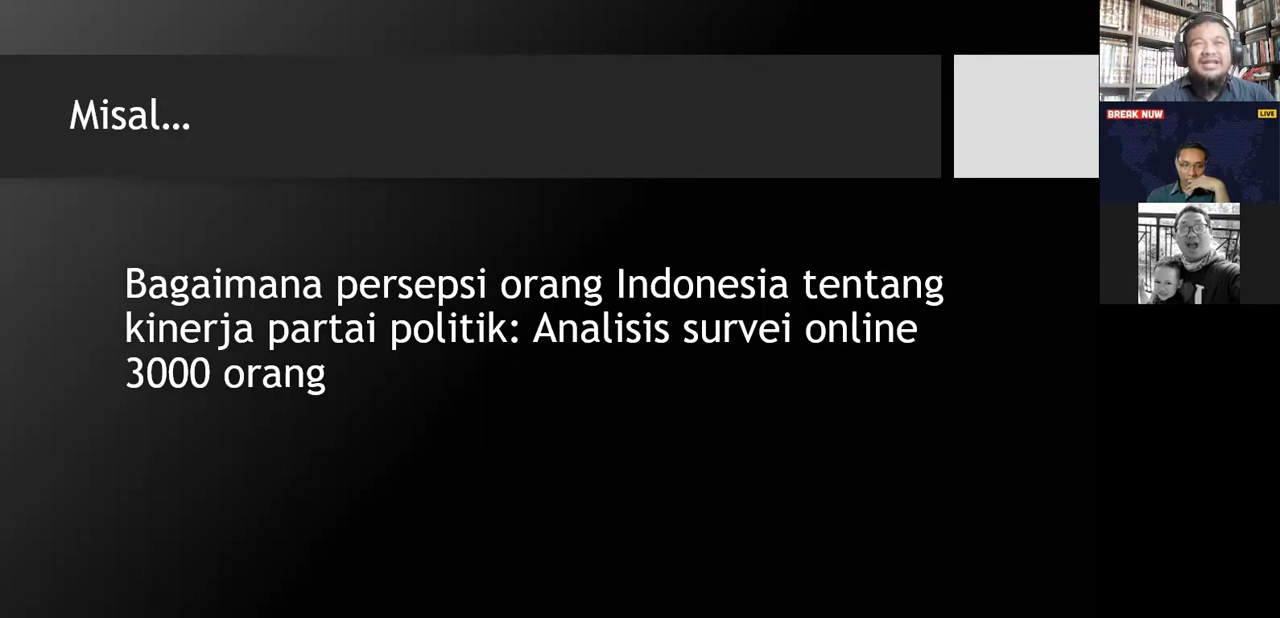 Misal...
Bagaimana persepsi orang Indonesia tentang
kinerja partai politik: Analisis survei online
3000 orang
BREAK NUW
LIVE